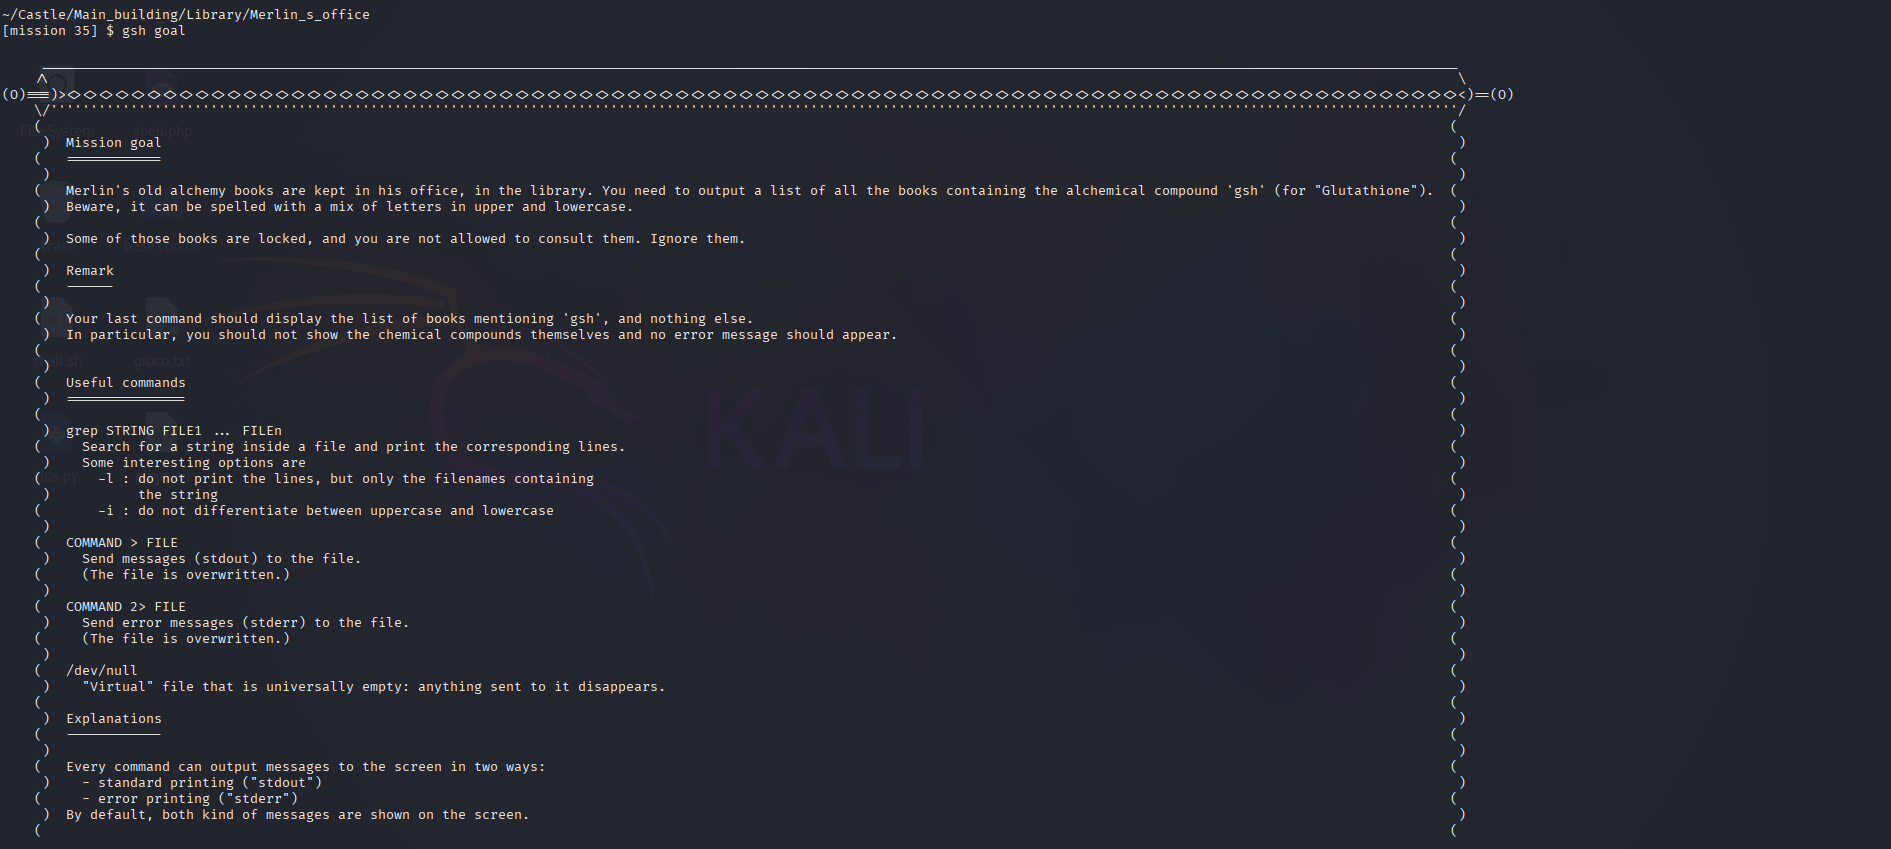 ~/Castle/Main_building/Library/Merlin_s_office
[mission 35] $ gsh goal
Mission goal
============
Merlin's old alchemy books are kept in his office, in the library. You need to output a list of all the books containing the alchemical compound 'gsh' (for "Glutathione").
Beware, it can be spelled with a mix of letters in upper and lowercase.
Some of those books are locked, and you are not allowed to consult them. Ignore them.
Remark
------
Your last command should display the list of books mentioning 'gsh', and nothing else.
In particular, you should not show the chemical compounds themselves and no error message should appear.
Useful commands
===============
grep STRING FILE1 ... FILEn
Search for a string inside a file and print the corresponding lines.
Some interesting options are
-l : do not print the lines, but only the filenames containing
the string
-i : do not differentiate between uppercase and lowercase
COMMAND > FILE
Send messages (stdout) to the file.
(The file is overwritten.)
COMMAND 2> FILE
Send error messages (stderr) to the file.
(The file is overwritten.)
/dev/null
"Virtual" file that is universally empty: anything sent to it disappears.
Explanations
------------
Every command can output messages to the screen in two ways:
- standard printing ("stdout")
- error printing ("stderr")
By default, both kind of messages are shown on the screen.
KALI
shell.php
shell.sh
gioco.txt